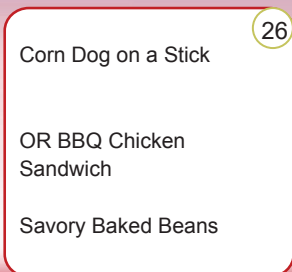 26
Corn Dog on a Stick
OR BBQ Chicken
Sandwich
Savory Baked Beans